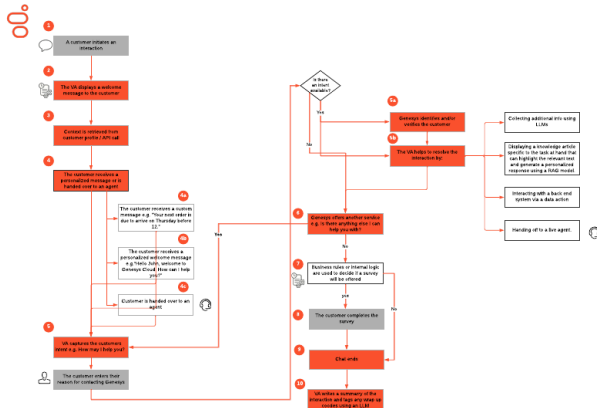 1
A customer initiates an
interaction
2
The VA displays a welcome
message to the customer
3
Context is retrieved from
customer profile / API call
4
The customer receives a
personalized message or is
handed over to an agent
4a
The customer receives a custom
message e.g. "Your next order is
due to arrive on Thursday before
12."
4b
The customer receives a
personalized welcome message
e.g."Hello John, welcome to
Genesys Cloud. How can I help
you?"
4c
Customer is handed over to an
agent
5
VA captures the customers
intent e.g. How may I help you?
The customer enters their
reason for contacting Genesys
Is there
an intent
available?
Yes
No
5a
Genesys identifies and/or
verifies the customer
5b
The VA helps to resolve the
interaction by:
Collecting additional info using
LLMs
Displaying a knowledge article
specific to the task at hand that
can highlights the relevant text
and generate a personalized
response using a RAG model
Interacting with a back end
system via a data action
Handing off to a live agent.
6
Genesys offers another service
e.g. Is there anything else I can
help you with?
Yes
No
7
Business rules or internal logic
are used to decide if a survey
will be offered
yes
No
8
The customer completes the
survey
9
Chat ends
10
VA writes a summary of the
interaction and tags any wrap up
codes using an LLM